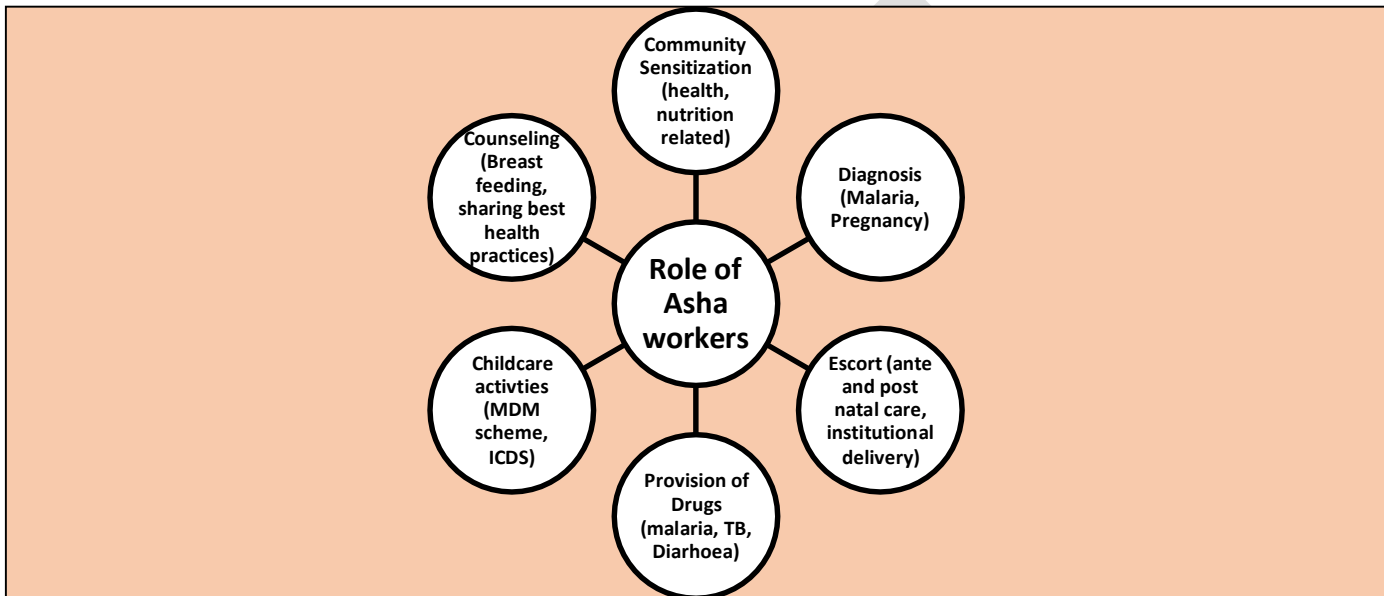 Community
Sensitization
(health,
nutrition
related)
Diagnosis
(Malaria,
Pregnancy)
Escort (ante
and post
natal care,
institutional
delivery)
Provision of
Drugs
(malaria, TB,
Diarhoea)
Childcare
activties
(MDM
scheme,
ICDS)
Counseling
(Breast
feeding,
sharing best
health
practices)
Role of
Asha
workers